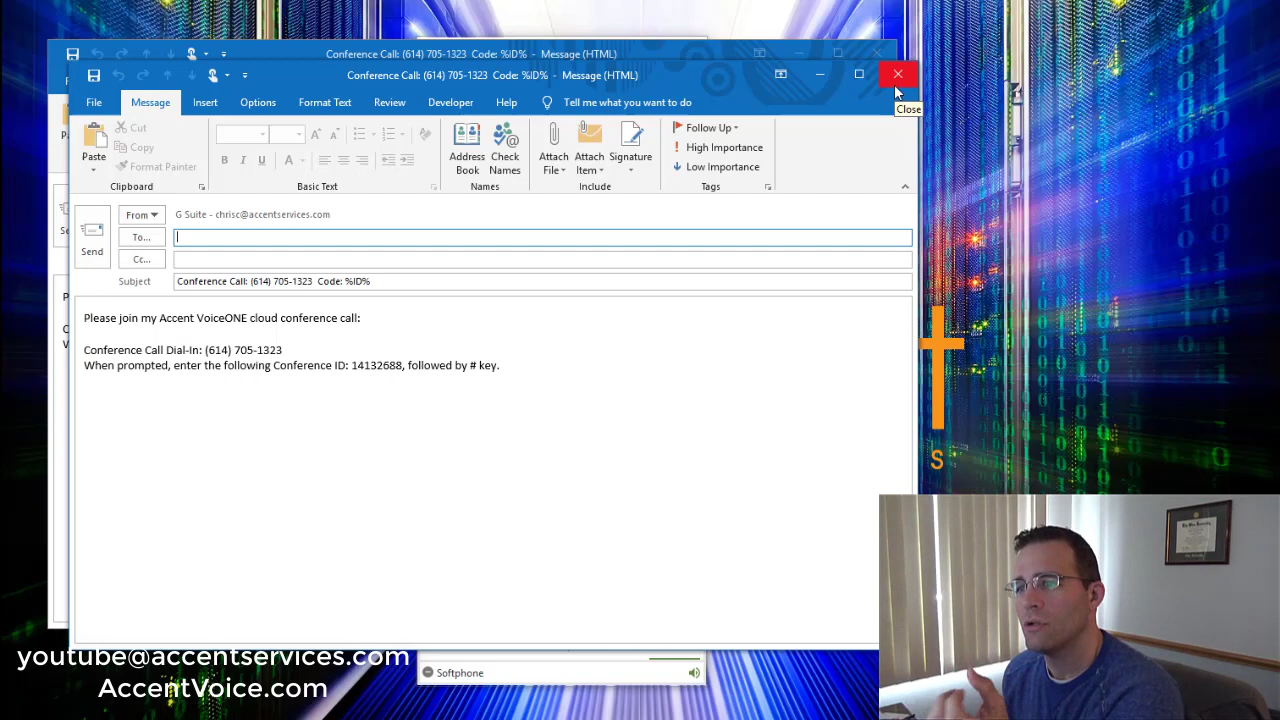 Conference Call: (614) 705-1323 Code: %ID% - Message (HTML)
Conference Call: (614) 705-1323 Code: %ID% - Message (HTML)
Close
File
Message
Insert
Options
Format Text
Review
Developer
Help
Tell me what you want to do
Paste
Cut
Copy
Format Painter
Clipboard
B I U A
Basic Text
Address Book
Check Names
Names
Attach File
Attach Item
Signature
Include
Follow Up
High Importance
Low Importance
Tags
Send
From
G Suite - chrisc@accentservices.com
To...
Cc...
Subject
Conference Call: (614) 705-1323 Code: %ID%
Please join my Accent VoiceONE cloud conference call:
Conference Call Dial-In: (614) 705-1323
When prompted, enter the following Conference ID: 14132688, followed by # key.
s
Softphone
youtube@accentservices.com
AccentVoice.com